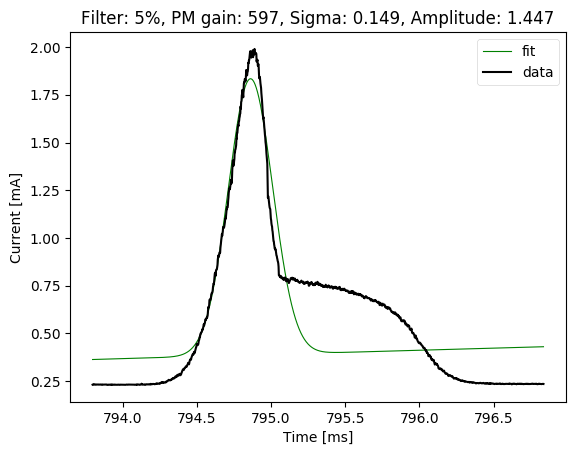 Filter: 5%, PM gain: 597, Sigma: 0.149, Amplitude: 1.447
fit
data
2.00
1.75
1.50
1.25
1.00
0.75
0.50
0.25
Current [mA]
794.0 794.5 795.0 795.5 796.0 796.5
Time [ms]